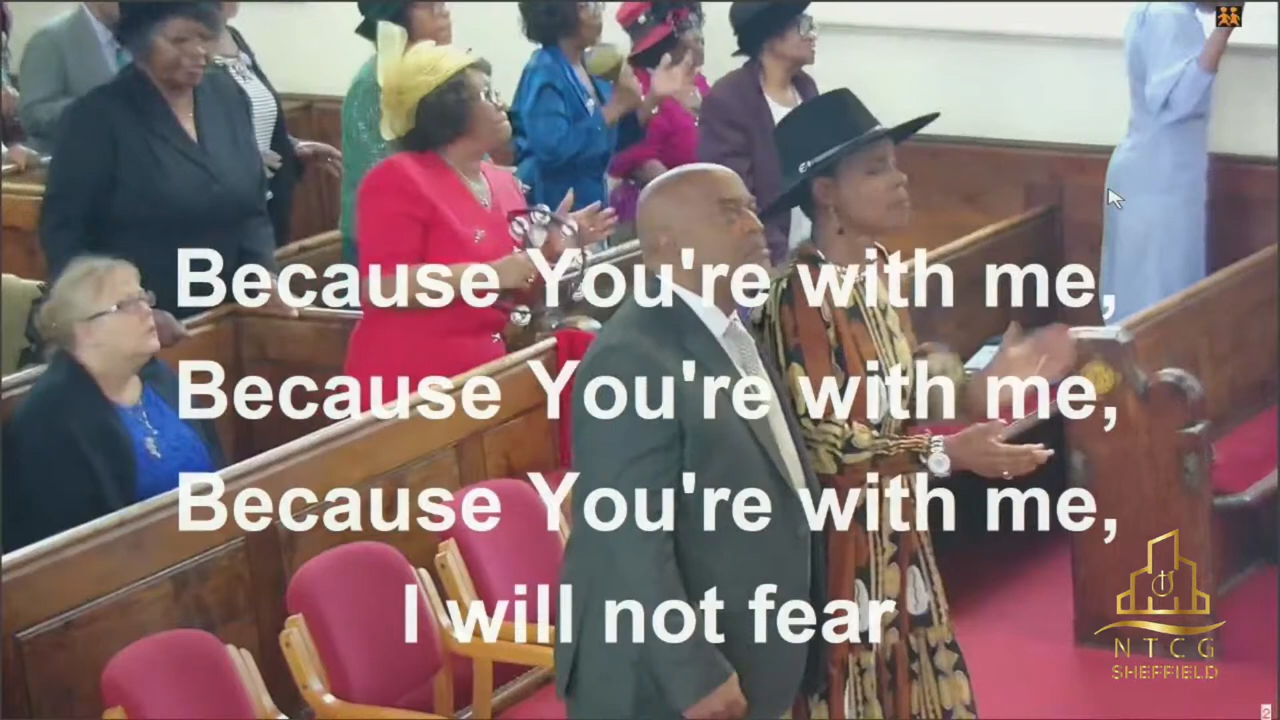 Because You're with me,
Because You're with me,
Because You're with me,
I will not fear
NTCG
SHEFFIELD
2